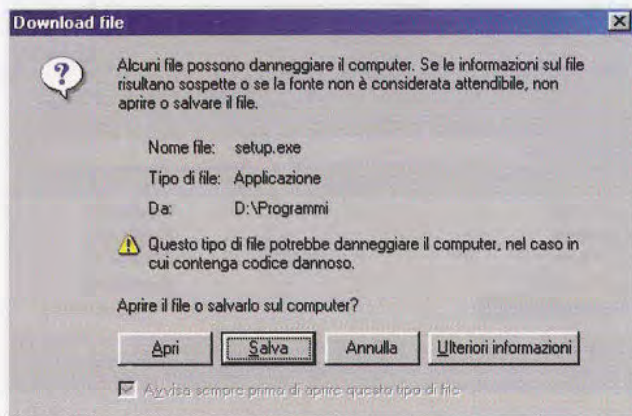 Download file
Alcuni file possono danneggiare il computer. Se le informazioni sul file
risultano sospette o se la fonte non è considerata attendibile, non
aprire o salvare il file.
Nome file: setup.exe
Tipo di file: Applicazione
Da: D:\Programmi
Questo tipo di file potrebbe danneggiare il computer, nel caso in
cui contenga codice dannoso.
Aprire il file o salvarlo sul computer?
Apri Salva Annulla Ulteriori informazioni
Avvisa sempre prima di aprire questo tipo di file